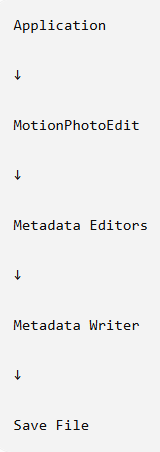 Application
↓
MotionPhotoEdit
↓
Metadata Editors
↓
Metadata Writer
↓
Save File